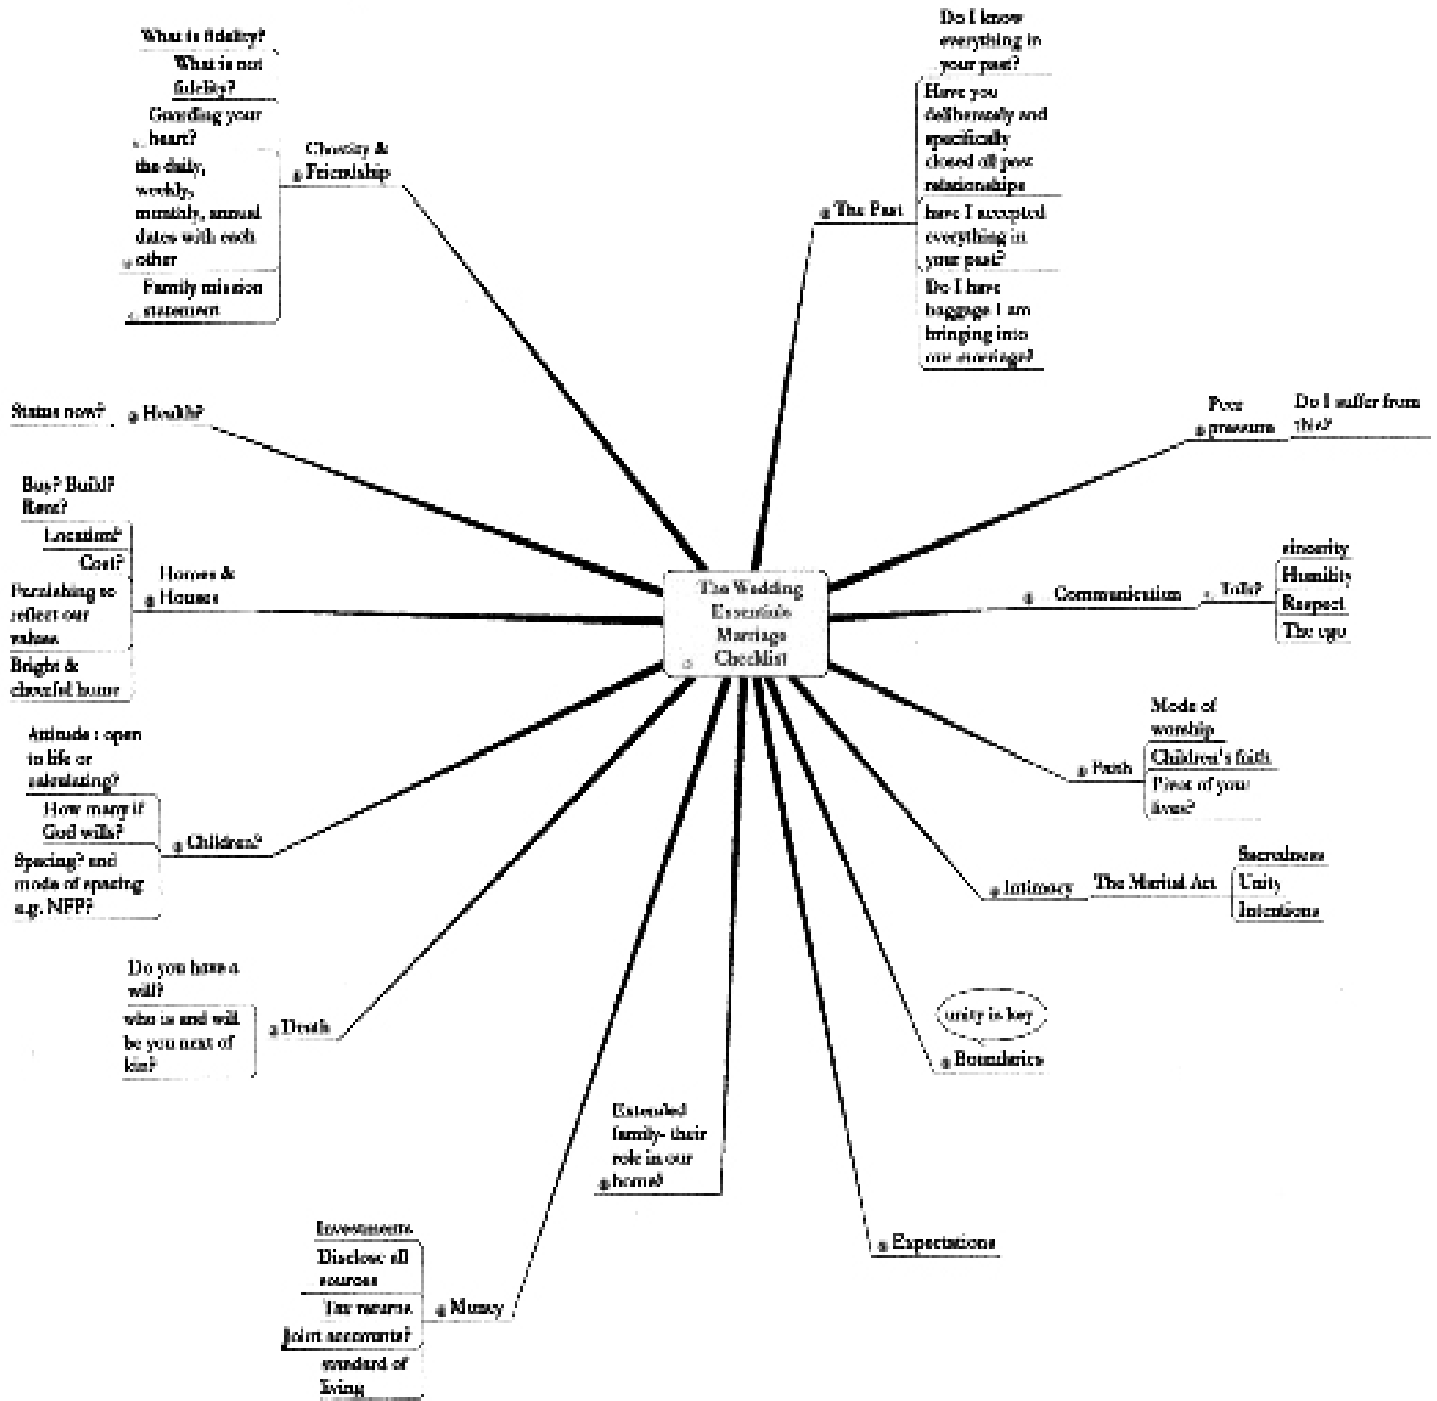 The Wedding
Essentials
Marriage
Checklist
Do I know
everything in
your past?
Have you
deliberately and
specifically
closed all past
relationships
The Past
have I accepted
everything in
your past?
Do I have
baggage I am
bringing into
our marriage?
Peer
pressure
Do I suffer from
this?
Communication
Talk?
sincerity
Humility
Respect
The ego
Faith
Mode of
worship
Children's faith
Pivot of your
lives?
Intimacy
The Marital Act
Sacredness
Unity
Intentions
unity is key
Boundaries
Expectations
Extended
family- their
role in our
home?
Money
Investments
Disclose all
sources
Tax returns
Joint accounts?
standard of
living
Death
Do you have a
will?
who is and will
be you next of
kin?
Children?
Attitude : open
to life or
calculating?
How many if
God wills?
Spacing? and
mode of spacing
e.g. NFP?
Homes &
Houses
Buy? Build?
Rent?
Location?
Cost?
Furnishing to
reflect our
values
Bright &
cheerful home
Health?
Status now?
Chastity &
Friendship
What is fidelity?
What is not
fidelity?
Guarding your
heart?
the daily,
weekly,
monthly, annual
dates with each
other
Family mission
statement